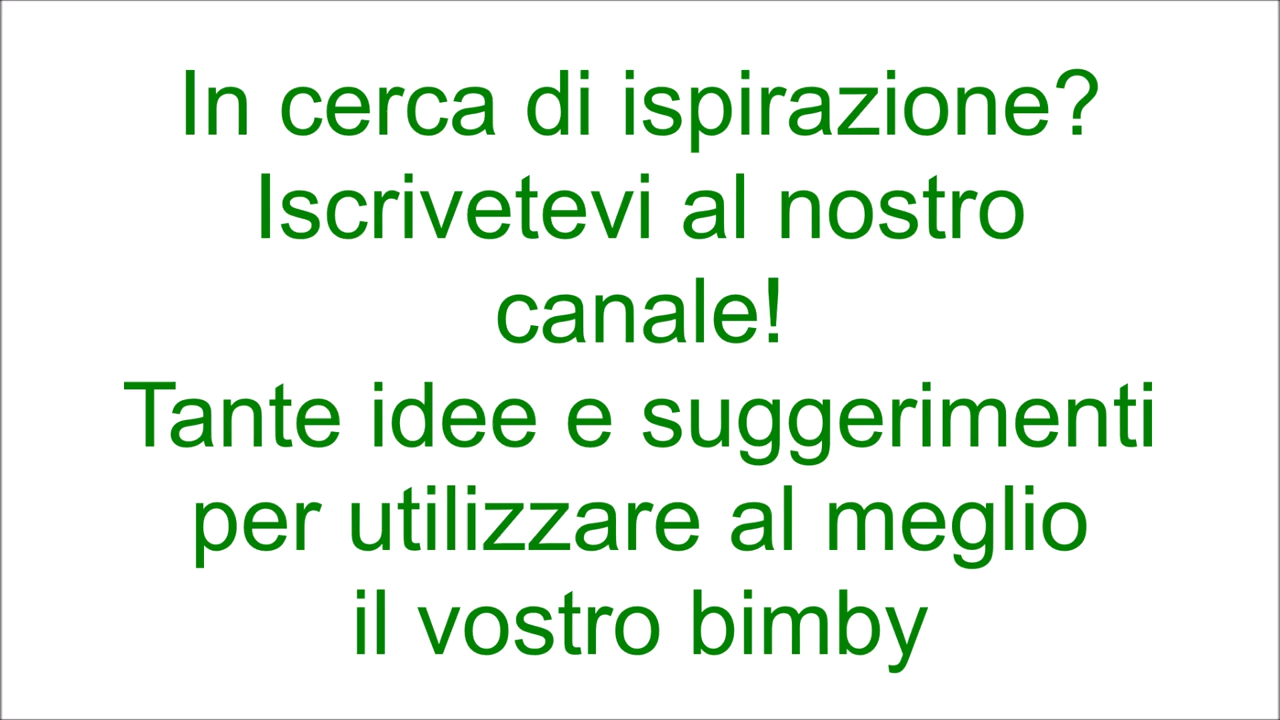 In cerca di ispirazione?
Iscrivetevi al nostro
canale!
Tante idee e suggerimenti
per utilizzare al meglio
il vostro bimby